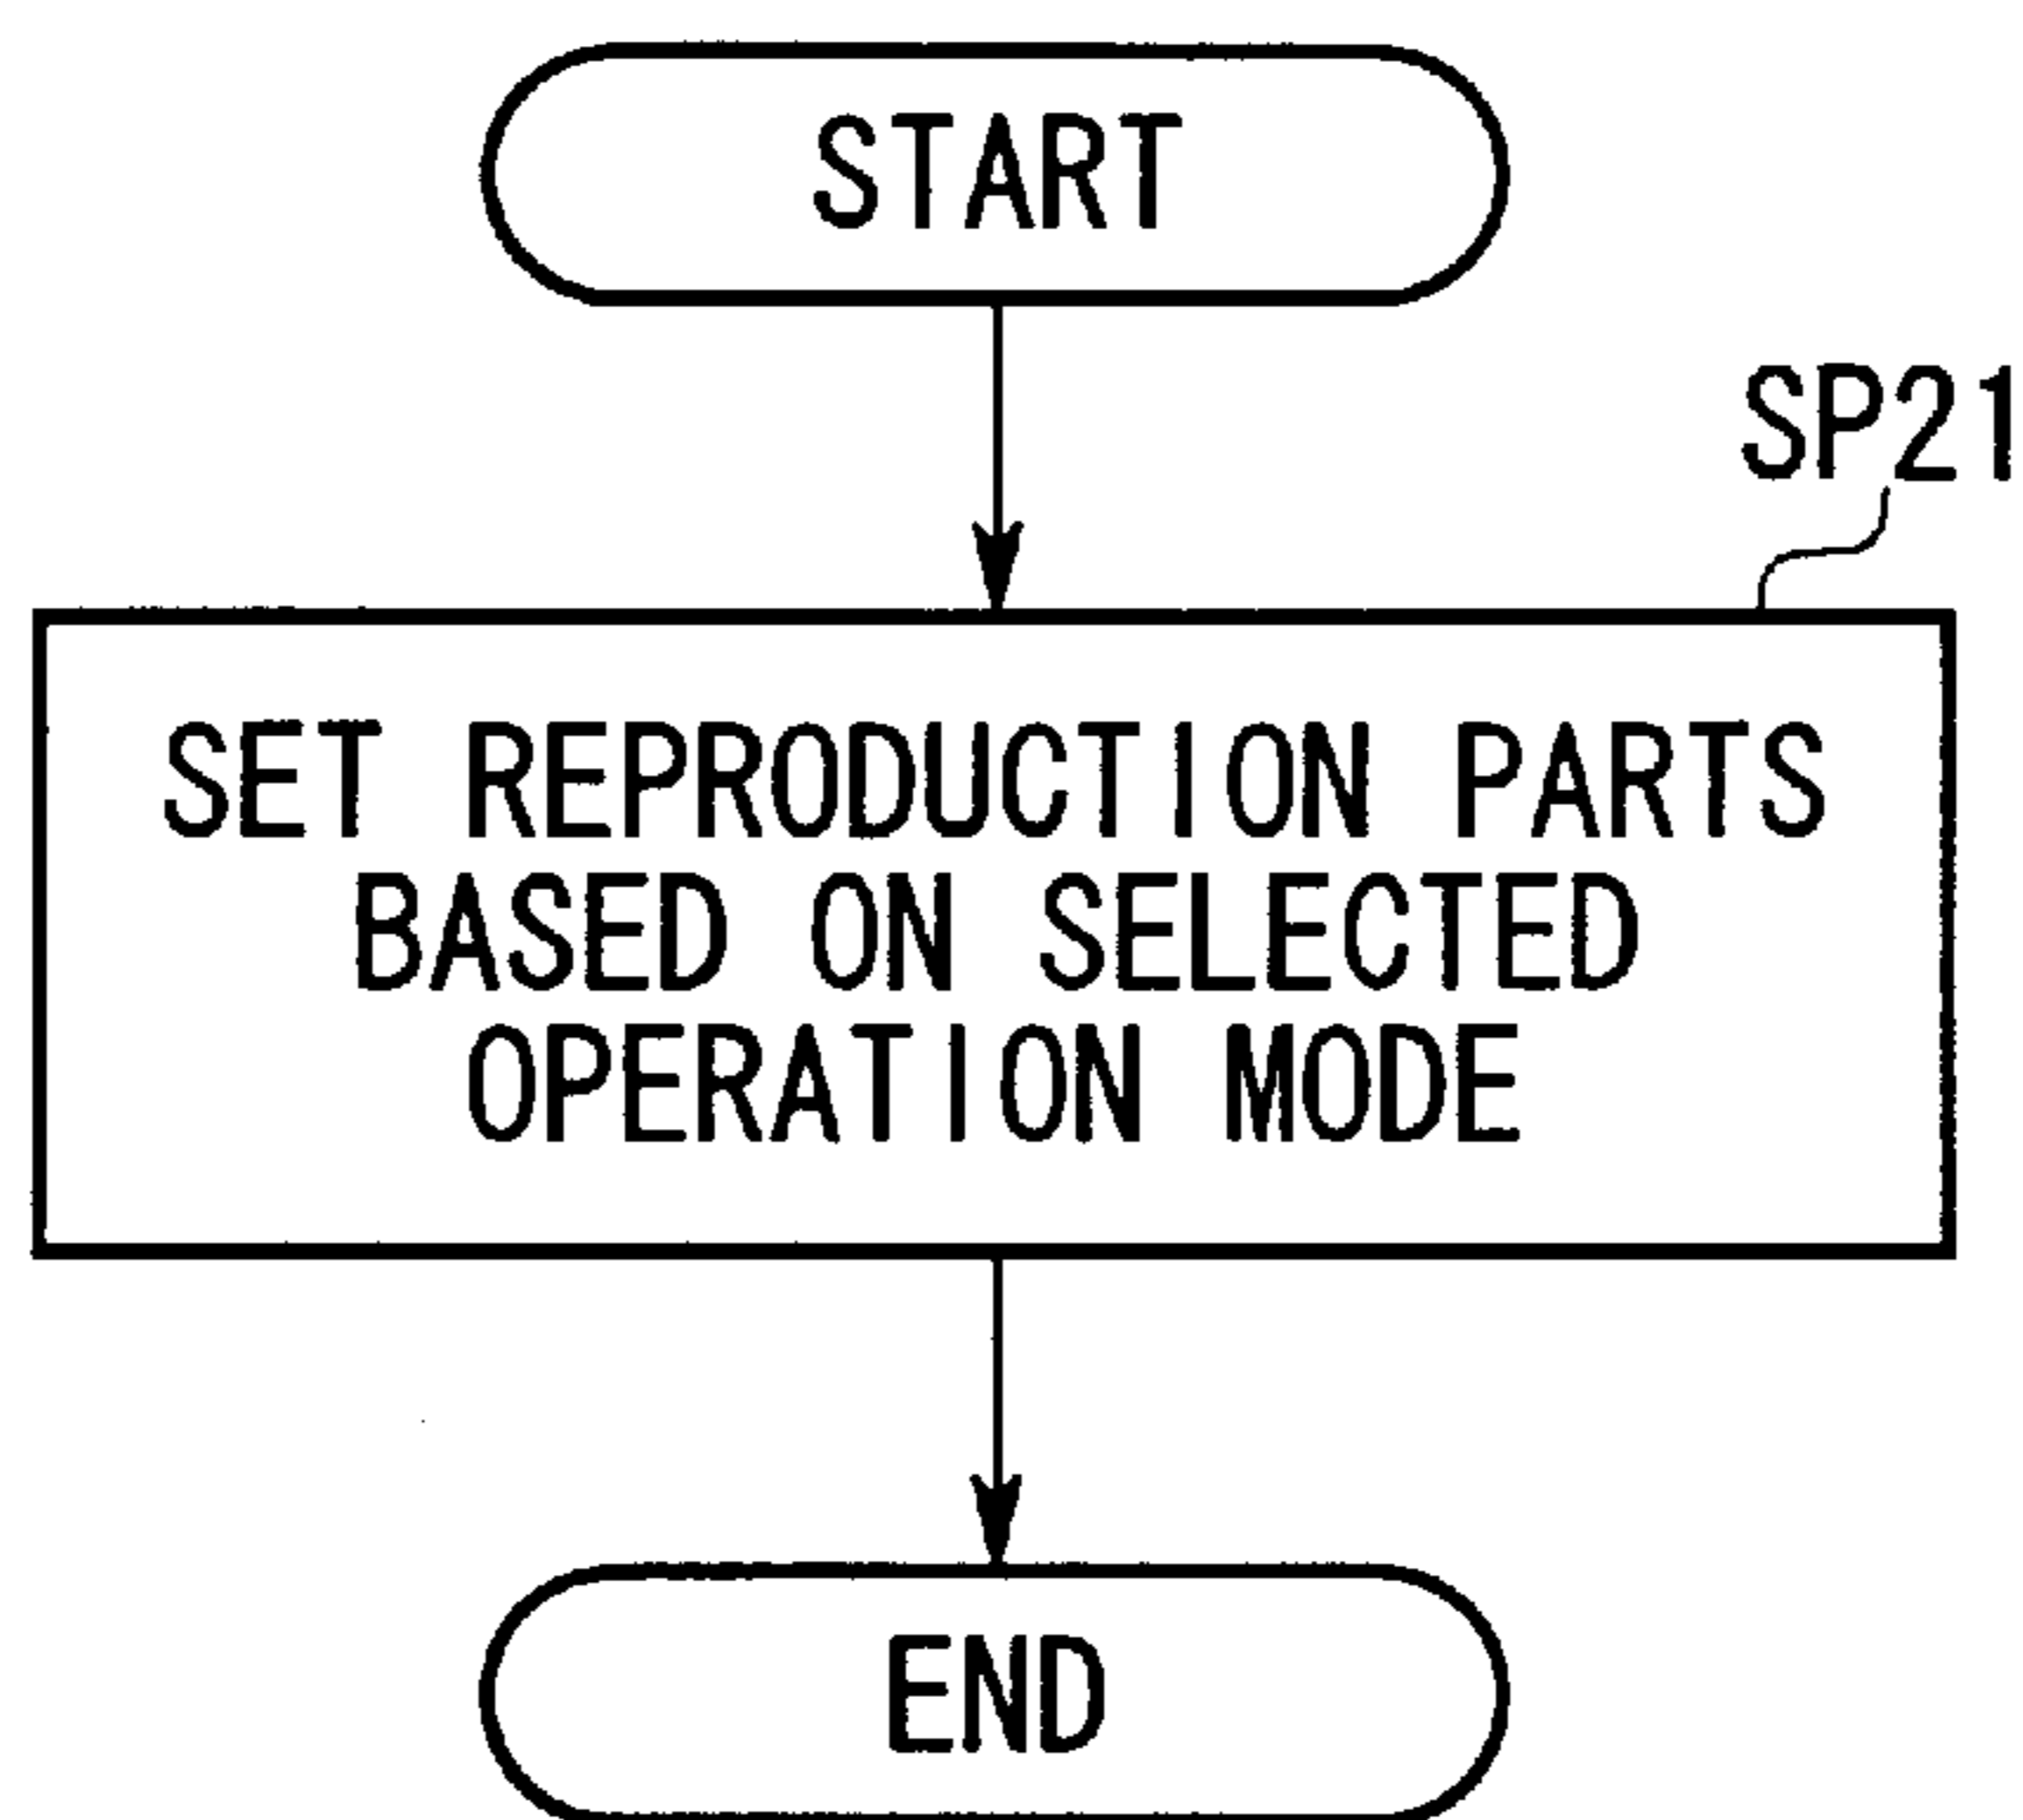 START
SP21
SET REPRODUCTION PARTS
BASED ON SELECTED
OPERATION MODE
END